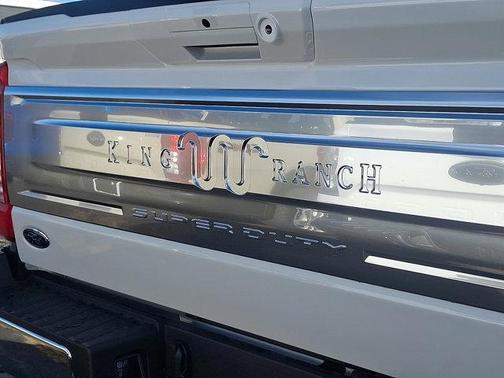 KING RANCH
SUPER DUTY